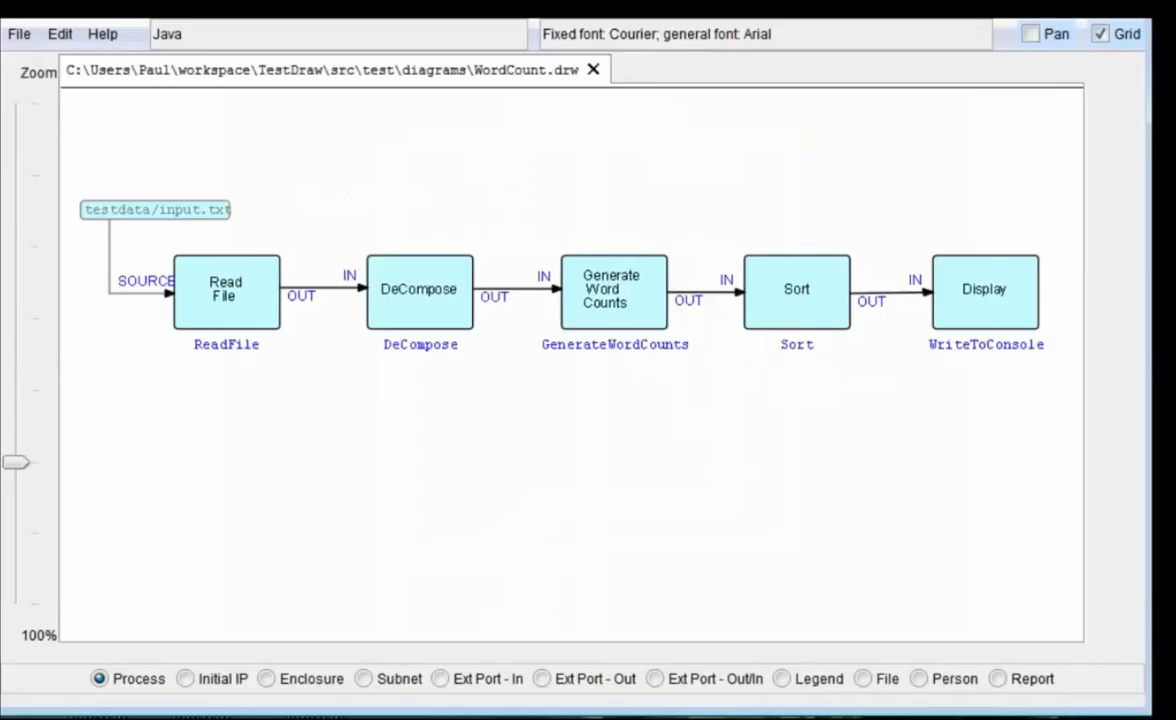 File Edit Help Java Fixed font: Courier; general font: Arial Pan Grid
Zoom C:\Users\Paul\workspace\TestDraw\src\test\diagrams\WordCount.drw
testdata/input.txt
SOURCE
Read
File
OUT
IN
DeCompose
OUT
IN
Generate
Word
Counts
OUT
IN
Sort
OUT
IN
Display
ReadFile DeCompose GenerateWordCounts Sort WriteToConsole
100%
Process Initial IP Enclosure Subnet Ext Port - In Ext Port - Out Ext Port - Out/In Legend File Person Report